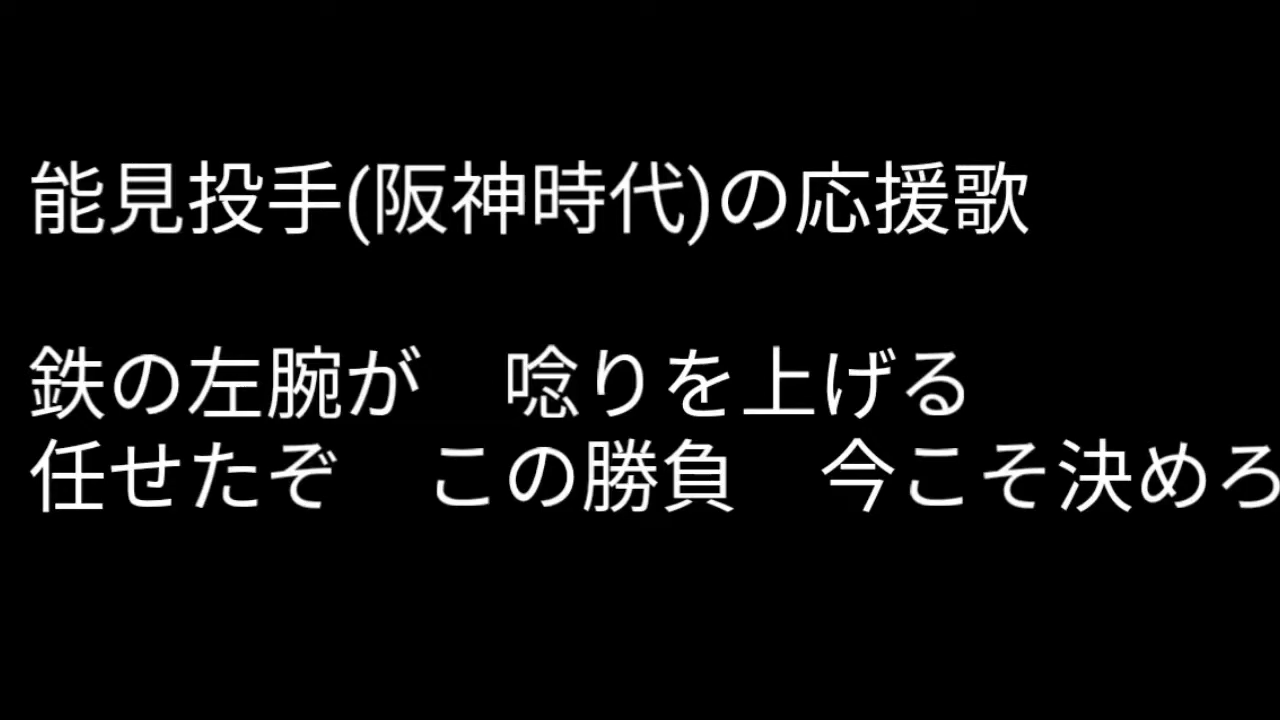 能見投手(阪神時代)の応援歌
鉄の左腕が　唸りを上げる
任せたぞ　この勝負　今こそ決めろ